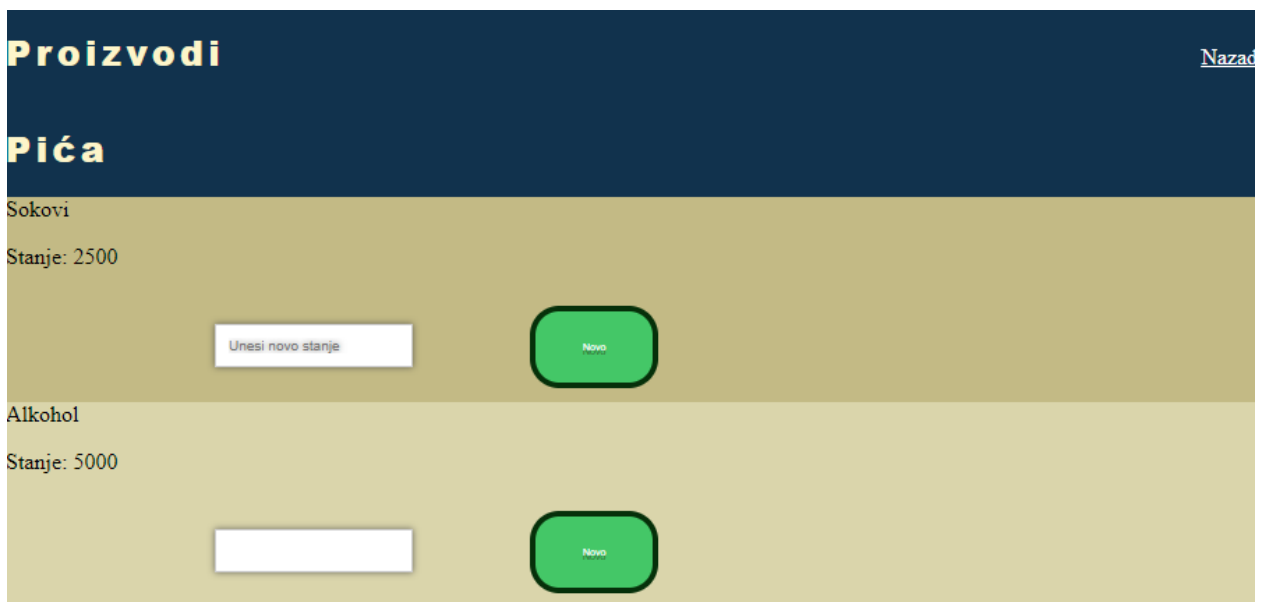 Proizvodi
Nazad
Pića
Sokovi
Stanje: 2500
Unesi novo stanje
Novo
Alkohol
Stanje: 5000
Novo